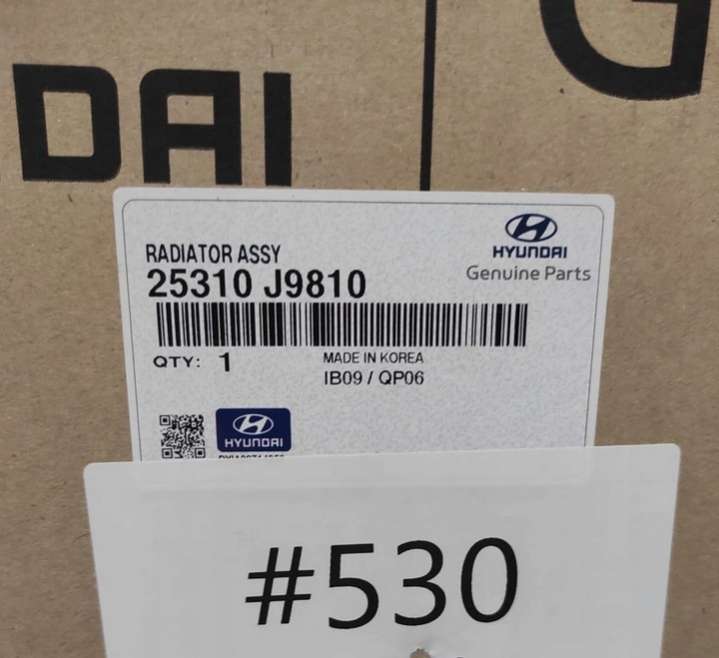 DAI
G
RADIATOR ASSY
25310 J9810
HYUNDAI
Genuine Parts
QTY: 1
MADE IN KOREA
IB09 / QP06
HYUNDAI
#530